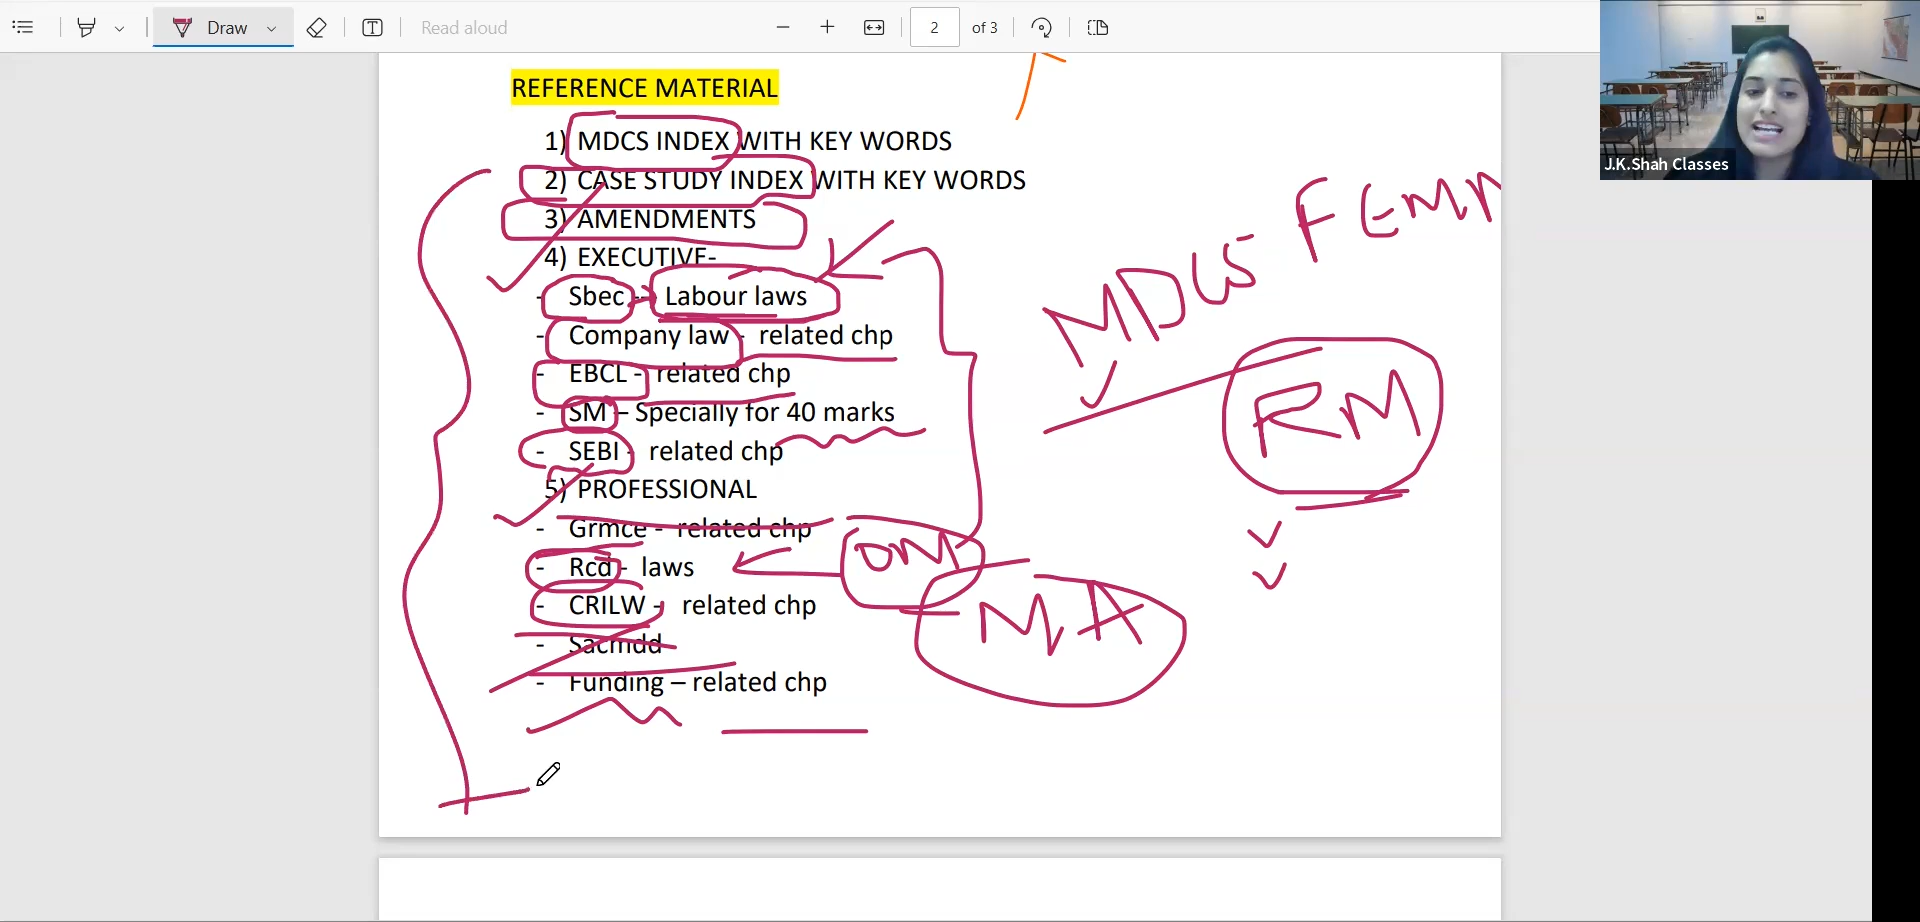 Draw
Read aloud
2 of 3
J.K.Shah Classes
REFERENCE MATERIAL
1) MDCS INDEX WITH KEY WORDS
2) CASE STUDY INDEX WITH KEY WORDS
3) AMENDMENTS
4) EXECUTIVE-
- Sbec - Labour laws
- Company law - related chp
- EBCL - related chp
- SM – Specially for 40 marks
- SEBI - related chp
5) PROFESSIONAL
- Grmce - related chp
- Rcd - laws
- CRILW - related chp
- Sacmdd
- Funding – related chp
MDCS
RM
OM
MA